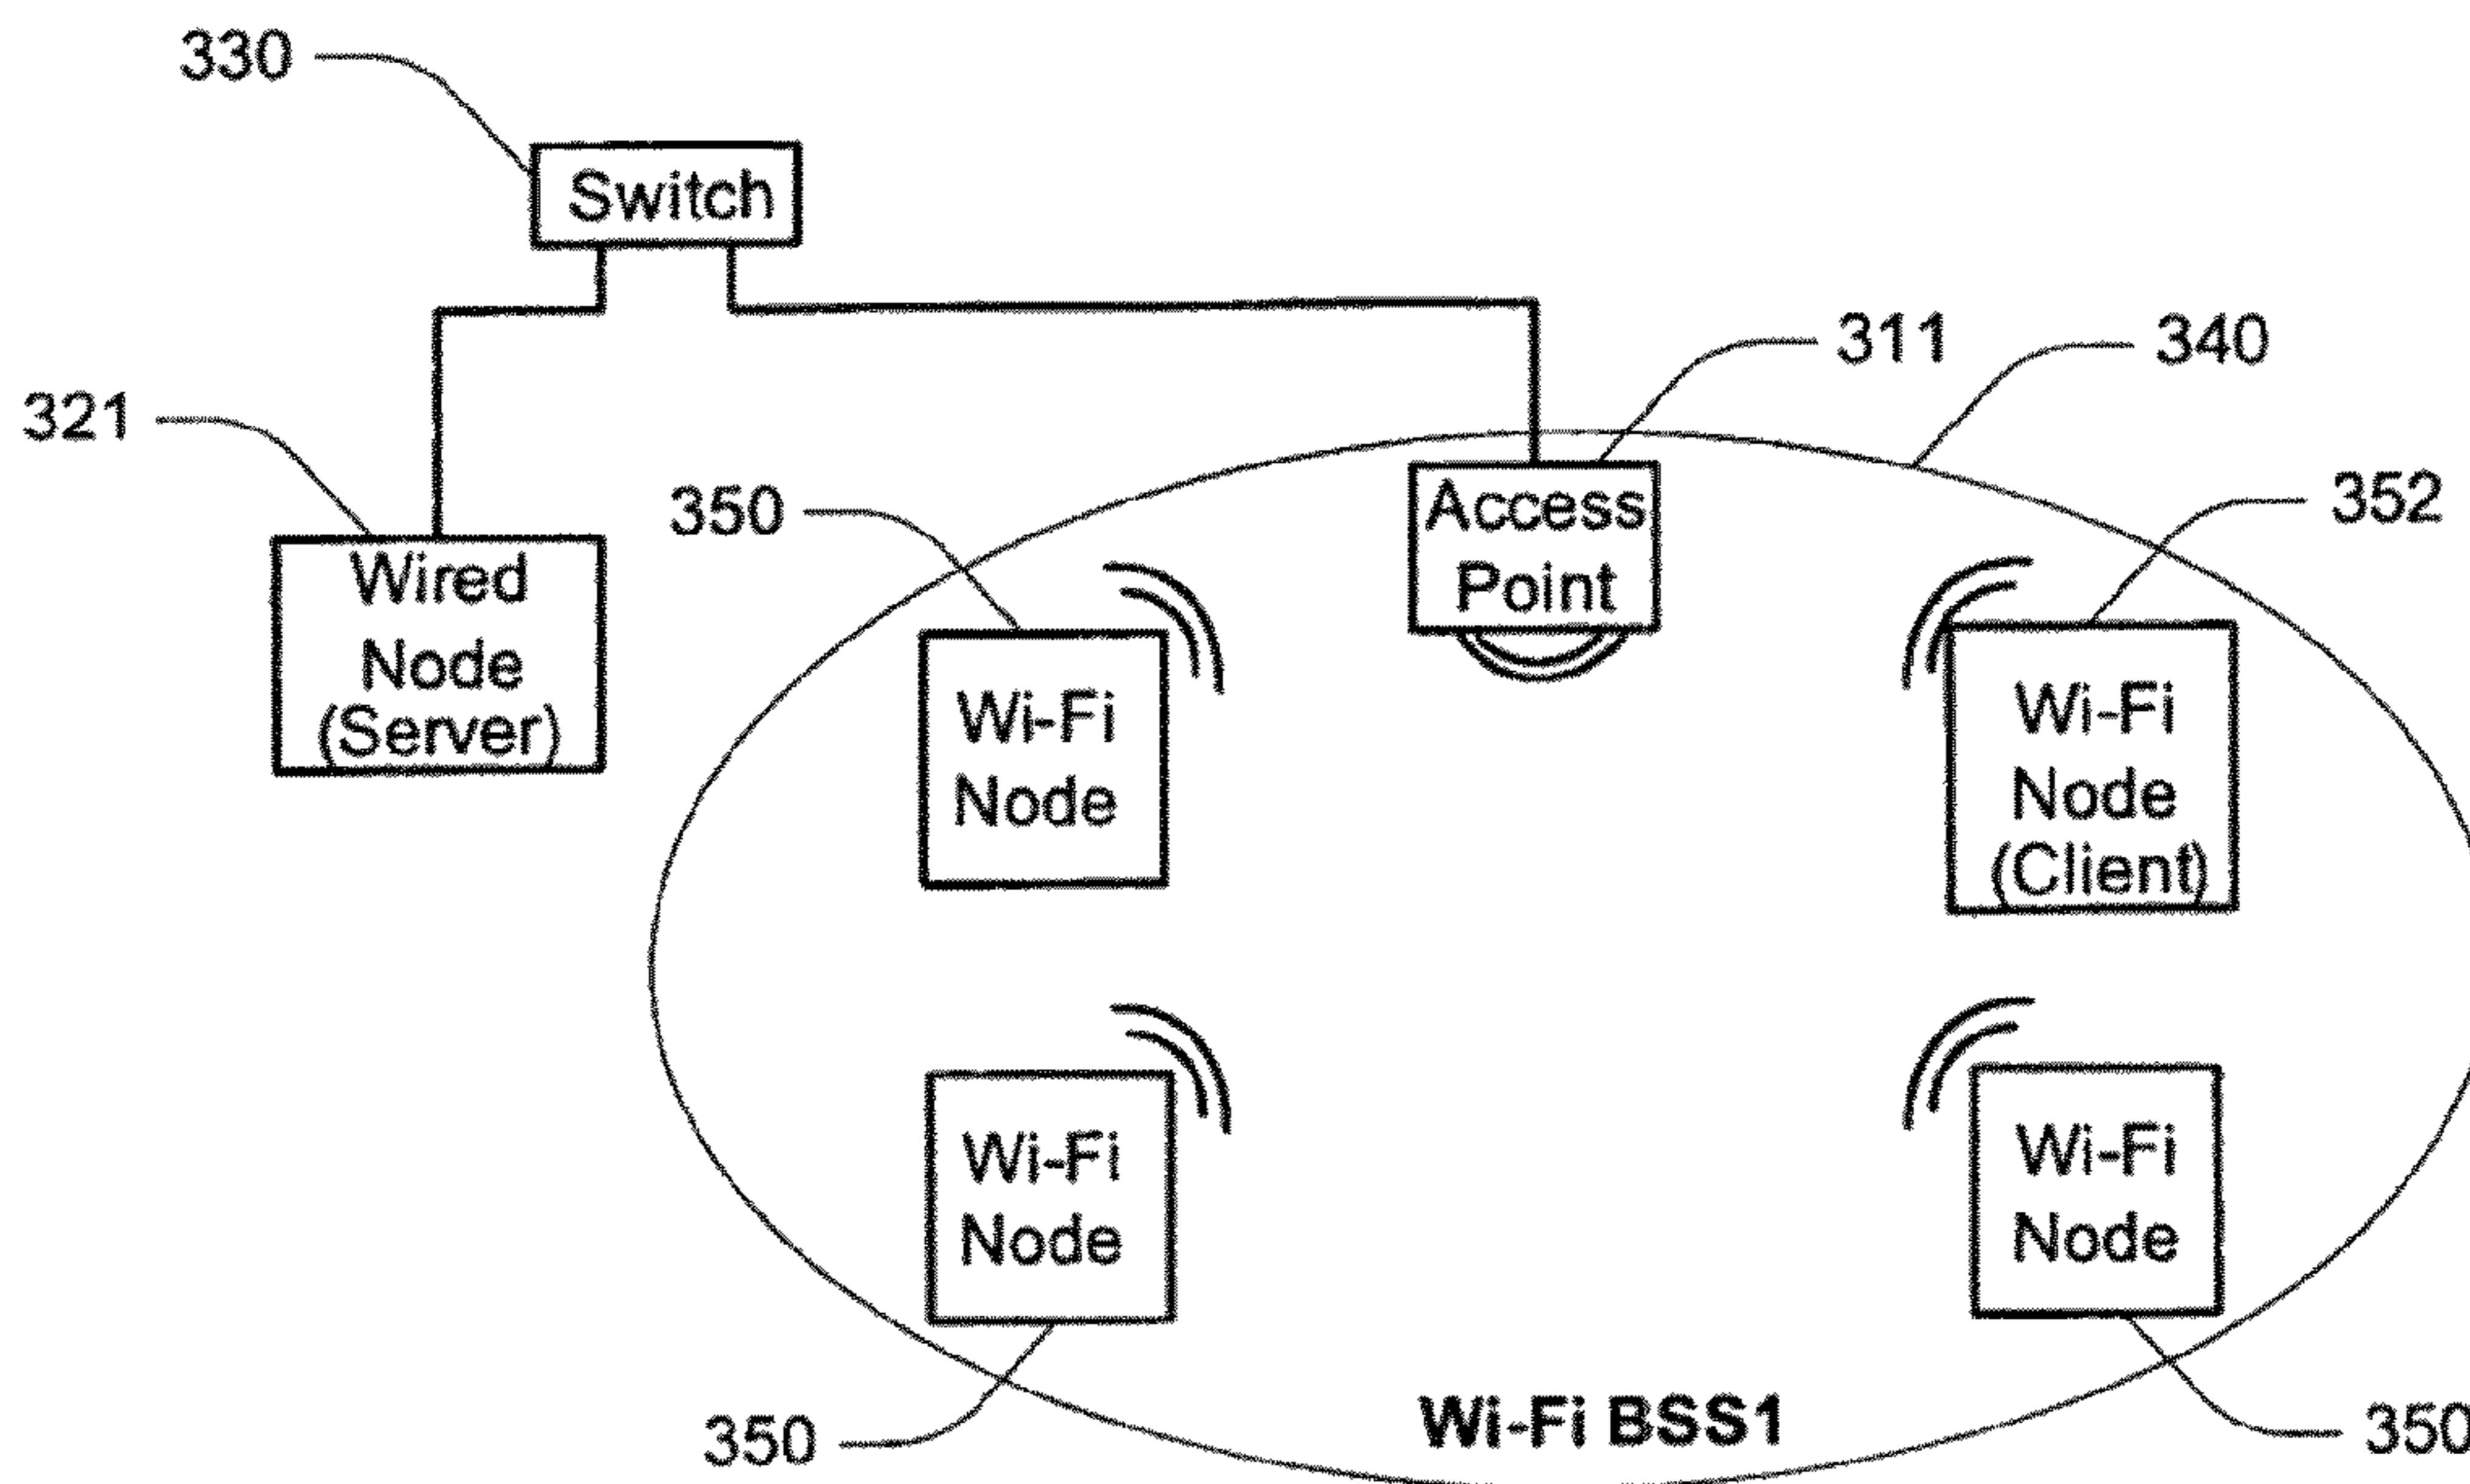 330
Switch
311
340
321
350
352
Access
Point
Wired
Node
(Server)
Wi-Fi
Node
Wi-Fi
Node
(Client)
Wi-Fi
Node
Wi-Fi
Node
Wi-Fi BSS1
350
350